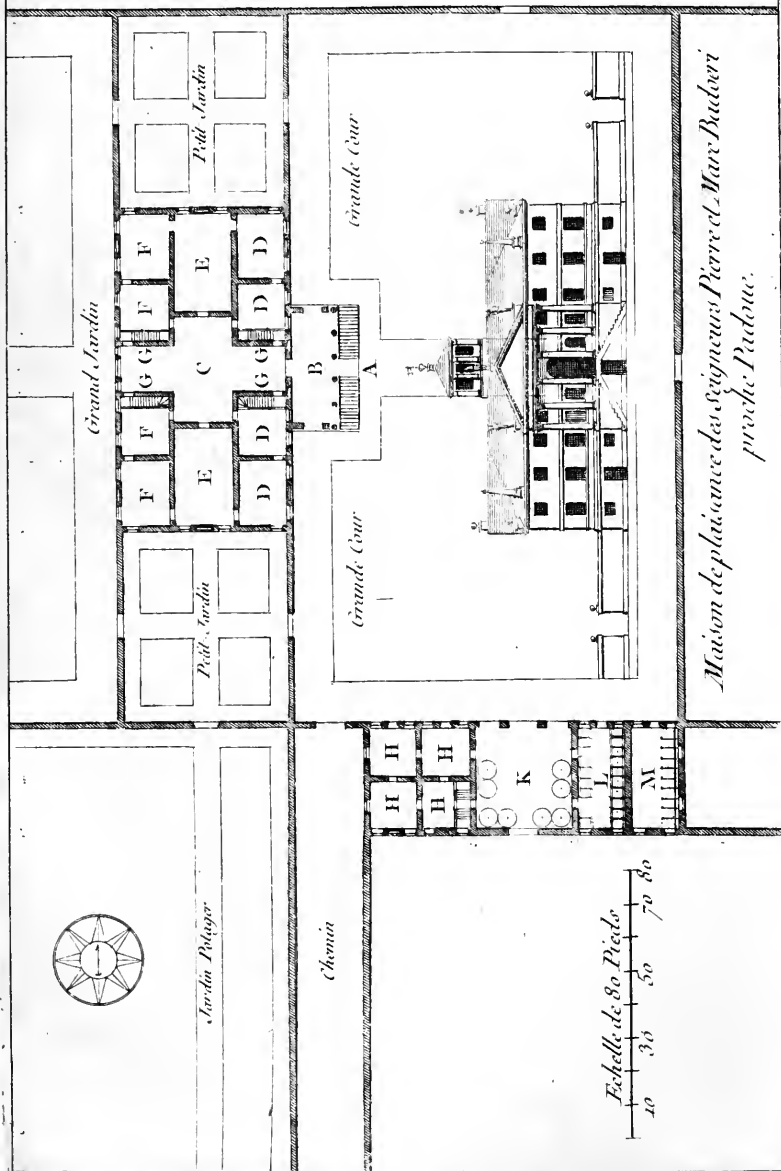 Grand Jardin
Petit Jardin
Petit Jardin
F
F
G
G
F
F
E
C
E
D
D
G
G
D
D
B
A
Grande Cour
Grande Cour
Jardin Potager
Chemin
H
H
H
H
K
L
M
Echelle de 80 Pieds
10
30
50
70
80
Maison de plaisance des Seigneurs Pierre et Marc Badoeri
proche Padoue.